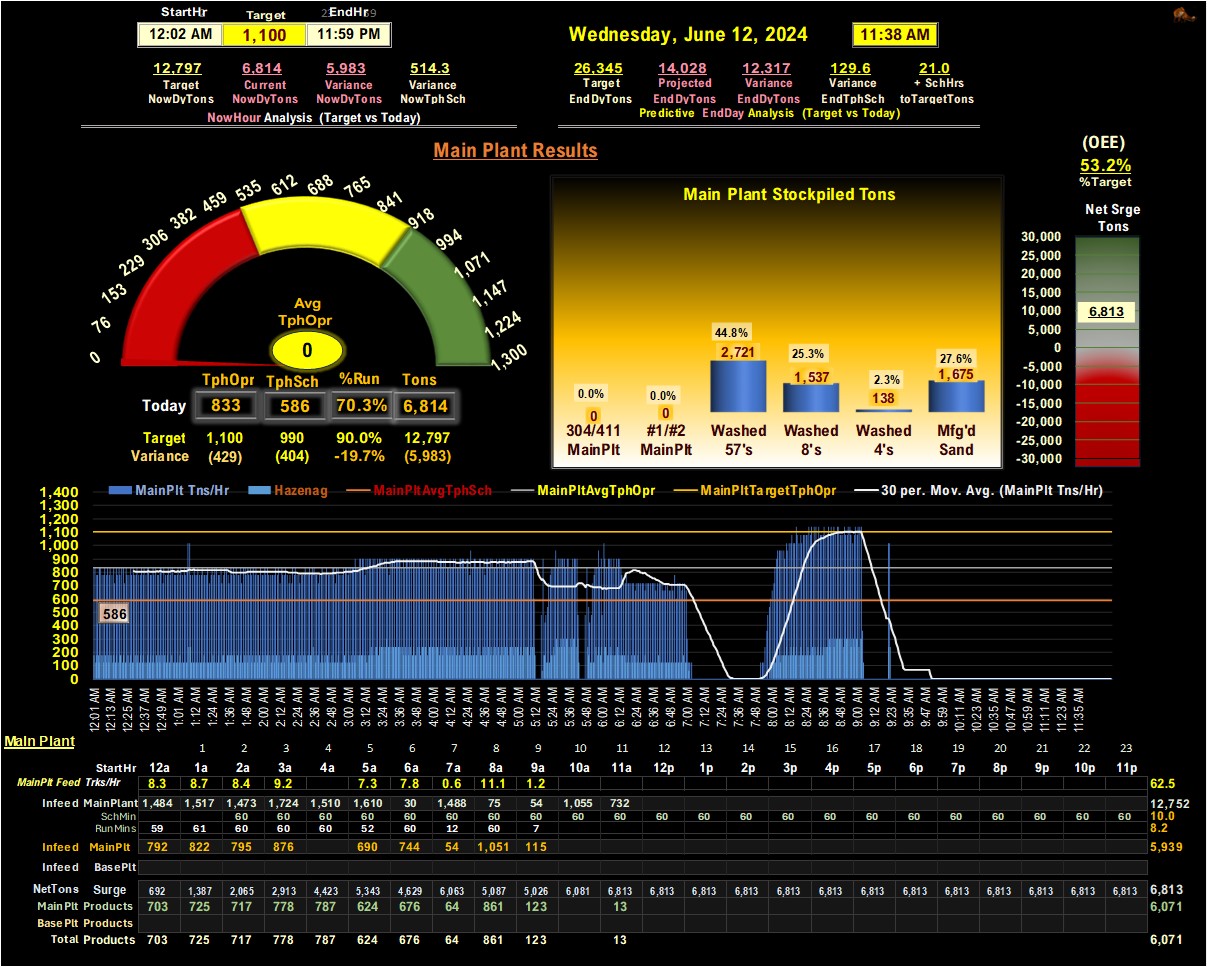 StartHr Target EndHr
12:02 AM 1,100 11:59 PM
Wednesday, June 12, 2024 11:38 AM
12,797 6,814 5,983 514.3
Target Current Variance Variance
NowDyTons NowDyTons NowDyTons NowTphSch
NowHour Analysis (Target vs Today)
26,345 14,028 12,317 129.6 21.0
Target Projected Variance Variance + SchHrs
EndDyTons EndDyTons EndDyTons EndTphSch toTargetTons
Predictive EndDay Analysis (Target vs Today)
Main Plant Results
(OEE)
53.2%
%Target
0 76 153 229 306 382 459 535 612 688 765 841 918 994 1,071 1,147 1,224 1,300
Avg
TphOpr
0
TphOpr TphSch %Run Tons
Today 833 586 70.3% 6,814
Target 1,100 990 90.0% 12,797
Variance (429) (404) -19.7% (5,983)
Main Plant Stockpiled Tons
0.0% 0.0% 44.8% 25.3% 2.3% 27.6%
0 0 2,721 1,537 138 1,675
304/411 #1/#2 Washed Washed Washed Mfg'd
MainPlt MainPlt 57's 8's 4's Sand
Net Srge
Tons
30,000
25,000
20,000
15,000
6,813
5,000
0
-5,000
-10,000
-15,000
-20,000
-25,000
-30,000
MainPlt Tns/Hr Hazenag MainPltAvgTphSch MainPltAvgTphOpr MainPltTargetTphOpr 30 per. Mov. Avg. (MainPlt Tns/Hr)
1,400
1,300
1,200
1,100
1,000
900
800
700
600
500
400
300
200
100
0
586
12:01 AM 12:13 AM 12:25 AM 12:37 AM 12:49 AM 1:01 AM 1:12 AM 1:24 AM 1:36 AM 1:48 AM 2:00 AM 2:12 AM 2:24 AM 2:36 AM 2:48 AM 3:00 AM 3:12 AM 3:24 AM 3:36 AM 3:48 AM 4:00 AM 4:12 AM 4:24 AM 4:36 AM 4:48 AM 5:00 AM 5:12 AM 5:24 AM 5:36 AM 5:48 AM 6:00 AM 6:12 AM 6:24 AM 6:36 AM 6:48 AM 7:00 AM 7:12 AM 7:24 AM 7:36 AM 7:48 AM 8:00 AM 8:12 AM 8:24 AM 8:36 AM 8:48 AM 9:00 AM 9:12 AM 9:23 AM 9:35 AM 9:47 AM 9:59 AM 10:11 AM 10:23 AM 10:35 AM 10:47 AM 10:59 AM 11:11 AM 11:23 AM 11:35 AM
Main Plant
1 2 3 4 5 6 7 8 9 10 11 12 13 14 15 16 17 18 19 20 21 22 23
StartHr 12a 1a 2a 3a 4a 5a 6a 7a 8a 9a 10a 11a 12p 1p 2p 3p 4p 5p 6p 7p 8p 9p 10p 11p
MainPlt Feed Trks/Hr 8.3 8.7 8.4 9.2 7.3 7.8 0.6 11.1 1.2 62.5
Infeed MainPlant 1,484 1,517 1,473 1,724 1,510 1,610 30 1,488 75 54 1,055 732 12,752
SchMin 60 60 60 60 60 60 60 60 60 60 60 60 60 60 60 60 60 60 60 60 60 60 10.0
RunMins 59 61 60 60 60 52 60 12 60 7 8.2
Infeed MainPlt 792 822 795 876 690 744 54 1,051 115 5,939
Infeed BasePlt
NetTons Surge 692 1,387 2,065 2,913 4,423 5,343 4,629 6,063 5,087 5,026 6,081 6,813 6,813 6,813 6,813 6,813 6,813 6,813 6,813 6,813 6,813 6,813 6,813 6,813 6,813
MainPlt Products 703 725 717 778 787 624 676 64 861 123 13 6,071
BasePlt Products
Total Products 703 725 717 778 787 624 676 64 861 123 13 6,071